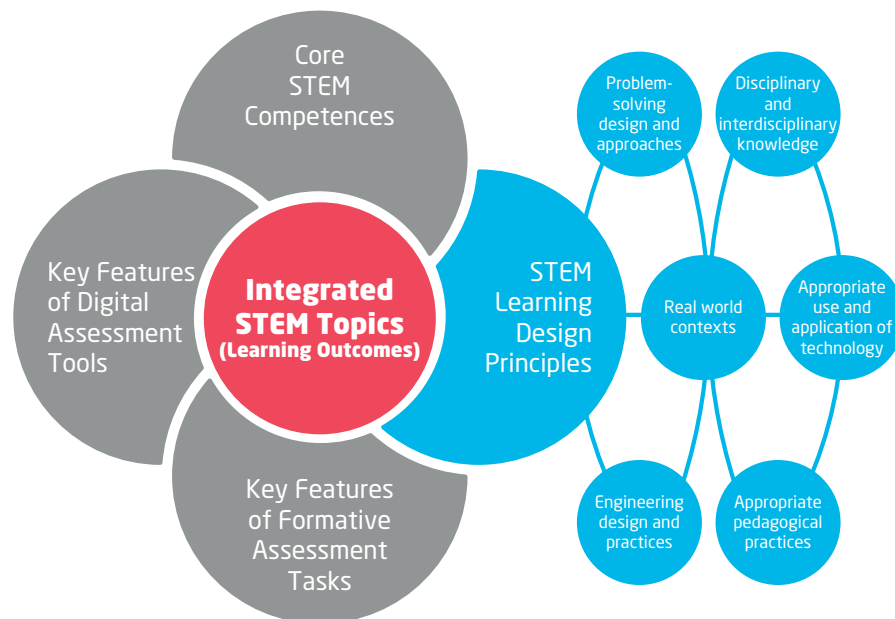 Core
STEM
Competences
Key Features
of Digital
Assessment
Tools
Integrated
STEM Topics
(Learning Outcomes)
STEM
Learning
Design
Principles
Key Features
of Formative
Assessment
Tasks
Problem-
solving
design and
approaches
Disciplinary
and
interdisciplinary
knowledge
Real world
contexts
Appropriate
use and
application of
technology
Engineering
design and
practices
Appropriate
pedagogical
practices